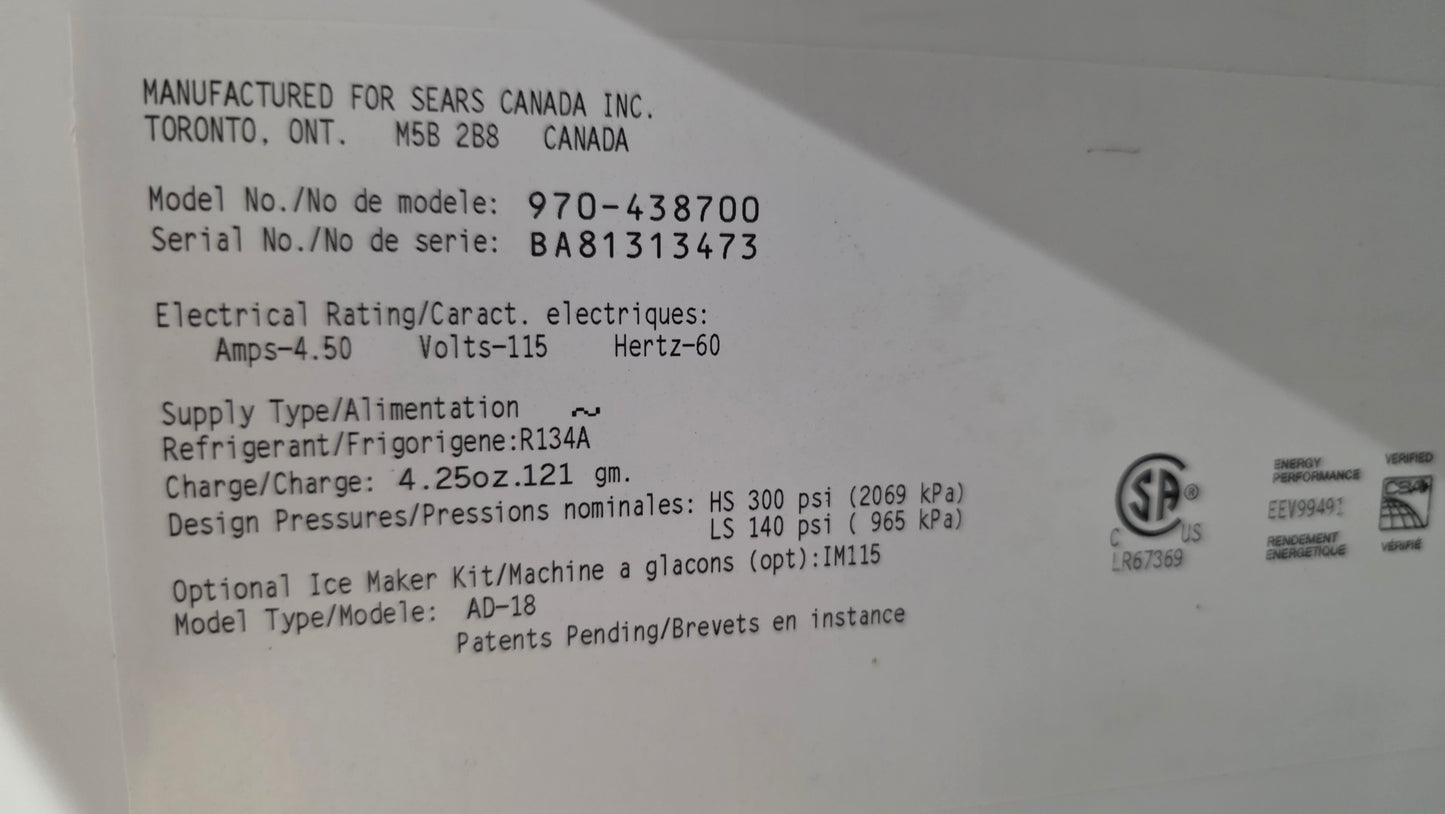 MANUFACTURED FOR SEARS CANADA INC.
TORONTO, ONT. M5B 2B8 CANADA
Model No./No de modele: 970-438700
Serial No./No de serie: BA81313473
Electrical Rating/Caract. electriques:
Amps-4.50 Volts-115 Hertz-60
Supply Type/Alimentation ~
Refrigerant/Frigorigene:R134A
Charge/Charge: 4.25oz.121 gm.
Design Pressures/Pressions nominales: HS 300 psi (2069 kPa)
LS 140 psi ( 965 kPa)
Optional Ice Maker Kit/Machine a glacons (opt):IM115
Model Type/Modele: AD-18
Patents Pending/Brevets en instance
SA®
C US
LR67369
ENERGY
PERFORMANCE
EEV99491
RENDEMENT
ENERGETIQUE
VERIFIED
CSA
VÉRIFIÉ